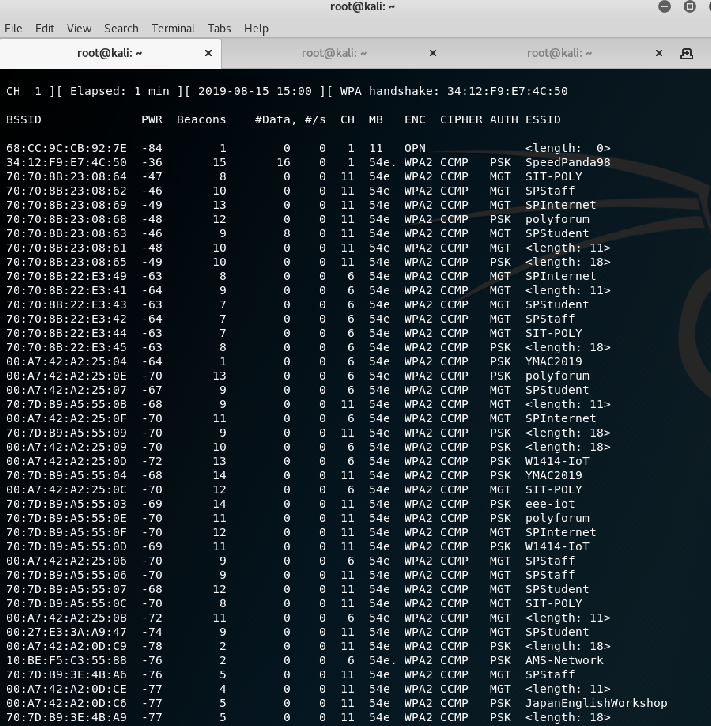 root@kali: ~
File Edit View Search Terminal Tabs Help
root@kali: ~ × root@kali: ~ × root@kali: ~ ×
CH 1 ][ Elapsed: 1 min ][ 2019-08-15 15:00 ][ WPA handshake: 34:12:F9:E7:4C:50
BSSID PWR Beacons #Data, #/s CH MB ENC CIPHER AUTH ESSID
68:CC:9C:CB:92:7E -84 1 0 0 1 11 OPN <length: 0>
34:12:F9:E7:4C:50 -36 15 16 0 1 54e. WPA2 CCMP PSK SpeedPanda98
70:70:8B:23:08:64 -47 8 0 0 11 54e WPA2 CCMP MGT SIT-POLY
70:70:8B:23:08:62 -46 10 0 0 11 54e WPA2 CCMP MGT SPStaff
70:70:8B:23:08:69 -49 13 0 0 11 54e WPA2 CCMP MGT SPInternet
70:70:8B:23:08:68 -48 12 0 0 11 54e WPA2 CCMP PSK polyforum
70:70:8B:23:08:63 -46 9 8 0 11 54e WPA2 CCMP MGT SPStudent
70:70:8B:23:08:61 -48 10 0 0 11 54e WPA2 CCMP MGT <length: 11>
70:70:8B:23:08:65 -49 10 0 0 11 54e WPA2 CCMP PSK <length: 18>
70:70:8B:22:E3:49 -63 8 0 0 6 54e WPA2 CCMP MGT SPInternet
70:70:8B:22:E3:41 -64 9 0 0 6 54e WPA2 CCMP MGT <length: 11>
70:70:8B:22:E3:43 -63 7 0 0 6 54e WPA2 CCMP MGT SPStudent
70:70:8B:22:E3:42 -64 7 0 0 6 54e WPA2 CCMP MGT SPStaff
70:70:8B:22:E3:44 -63 7 0 0 6 54e WPA2 CCMP MGT SIT-POLY
70:70:8B:22:E3:45 -63 8 0 0 6 54e WPA2 CCMP PSK <length: 18>
00:A7:42:A2:25:04 -64 1 0 0 6 54e WPA2 CCMP PSK YMAC2019
00:A7:42:A2:25:0E -70 13 0 0 6 54e WPA2 CCMP PSK polyforum
00:A7:42:A2:25:07 -67 9 0 0 6 54e WPA2 CCMP MGT SPStudent
70:7D:B9:A5:55:0B -68 9 0 0 11 54e WPA2 CCMP MGT <length: 11>
00:A7:42:A2:25:0F -70 11 0 0 6 54e WPA2 CCMP MGT SPInternet
70:7D:B9:A5:55:09 -70 9 0 0 11 54e WPA2 CCMP PSK <length: 18>
00:A7:42:A2:25:09 -70 10 0 0 6 54e WPA2 CCMP PSK <length: 18>
00:A7:42:A2:25:0D -72 13 0 0 6 54e WPA2 CCMP PSK W1414-IoT
70:7D:B9:A5:55:04 -68 14 0 0 11 54e WPA2 CCMP PSK YMAC2019
00:A7:42:A2:25:0C -70 12 0 0 6 54e WPA2 CCMP MGT SIT-POLY
70:7D:B9:A5:55:03 -69 14 0 0 11 54e WPA2 CCMP PSK eee-iot
70:7D:B9:A5:55:0E -70 11 0 0 11 54e WPA2 CCMP PSK polyforum
70:7D:B9:A5:55:0F -70 12 0 0 11 54e WPA2 CCMP MGT SPInternet
70:7D:B9:A5:55:0D -69 11 0 0 11 54e WPA2 CCMP PSK W1414-IoT
00:A7:42:A2:25:06 -70 9 0 0 6 54e WPA2 CCMP MGT SPStaff
70:7D:B9:A5:55:06 -70 9 0 0 11 54e WPA2 CCMP MGT SPStaff
70:7D:B9:A5:55:07 -68 12 0 0 11 54e WPA2 CCMP MGT SPStudent
70:7D:B9:A5:55:0C -70 8 0 0 11 54e WPA2 CCMP MGT SIT-POLY
00:A7:42:A2:25:0B -72 11 0 0 6 54e WPA2 CCMP MGT <length: 11>
00:27:E3:3A:A9:47 -74 9 0 0 11 54e WPA2 CCMP MGT SPStudent
00:A7:42:A2:0D:C9 -78 2 0 0 11 54e WPA2 CCMP PSK <length: 18>
10:BE:F5:C3:55:B8 -76 2 0 0 6 54e. WPA2 CCMP PSK AMS-Network
70:7D:B9:3E:4B:A6 -76 5 0 0 11 54e WPA2 CCMP MGT SPStaff
00:A7:42:A2:0D:CE -77 4 0 0 11 54e WPA2 CCMP MGT <length: 11>
00:A7:42:A2:0D:C6 -77 5 0 0 11 54e WPA2 CCMP PSK JapanEnglishWorkshop
70:7D:B9:3E:4B:A9 -77 5 0 0 11 54e WPA2 CCMP PSK <length: 18>